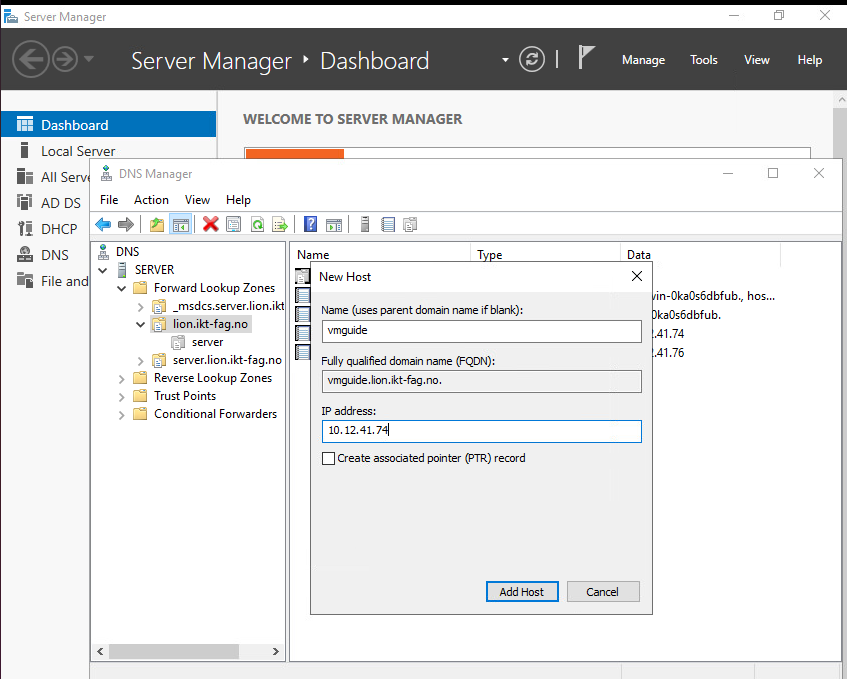 Server Manager
Server Manager ‣ Dashboard
Manage Tools View Help
Dashboard
Local Server
All Serve
AD DS
DHCP
DNS
File and
WELCOME TO SERVER MANAGER
DNS Manager
File Action View Help
DNS
SERVER
Forward Lookup Zones
_msdcs.server.lion.ikt
lion.ikt-fag.no
server
server.lion.ikt-fag.no
Reverse Lookup Zones
Trust Points
Conditional Forwarders
Name Type Data
vin-0ka0s6dbfub., hos...
0ka0s6dbfub.
2.41.74
2.41.76
New Host
Name (uses parent domain name if blank):
vmguide
Fully qualified domain name (FQDN):
vmguide.lion.ikt-fag.no.
IP address:
10.12.41.74
Create associated pointer (PTR) record
Add Host Cancel